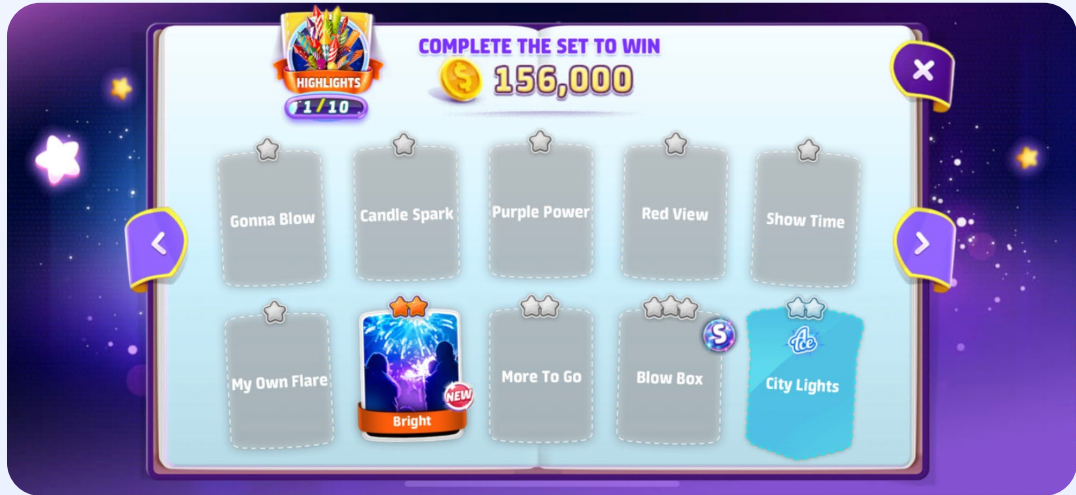 COMPLETE THE SET TO WIN
156,000
HIGHLIGHTS
1/10
Gonna Blow
Candle Spark
Purple Power
Red View
Show Time
My Own Flare
NEW
Bright
More To Go
S
Blow Box
Ace
City Lights